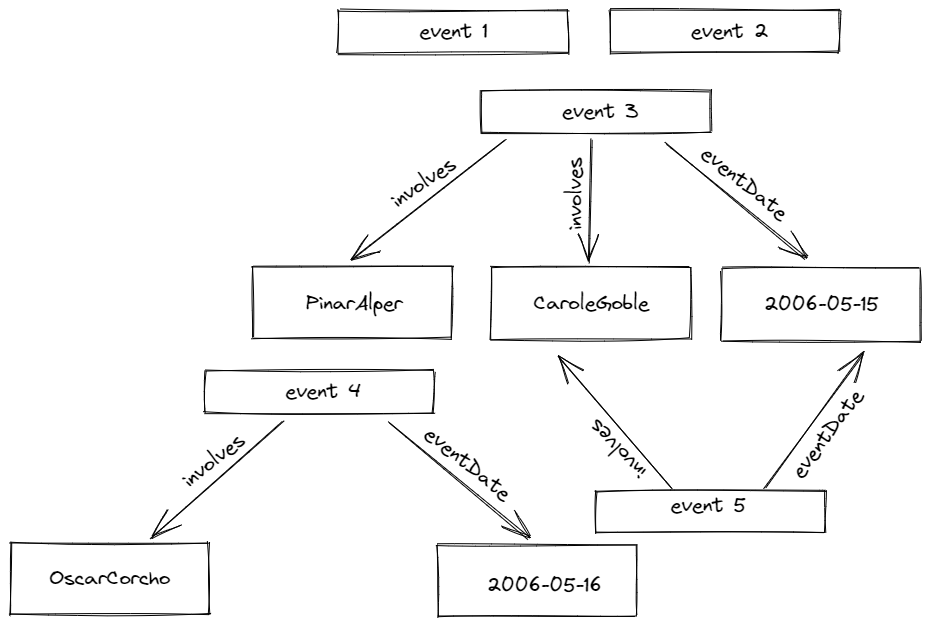 event 1
event 2
event 3
involves
involves
eventDate
PinarAlper
CaroleGoble
2006-05-15
event 4
involves
eventDate
involves
eventDate
event 5
OscarCorcho
2006-05-16